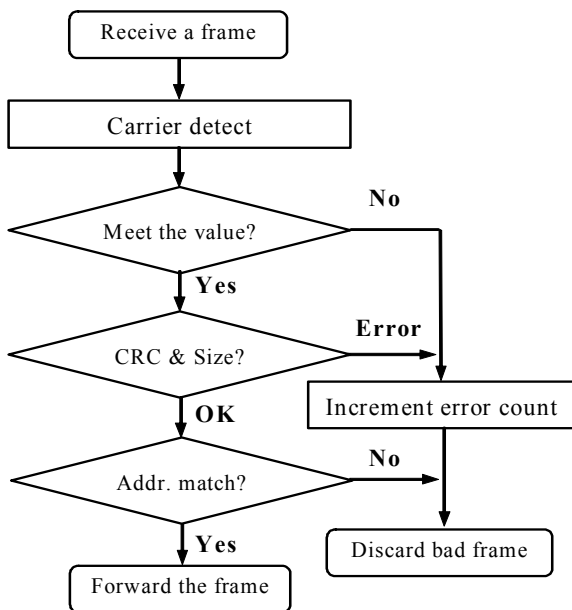 Receive a frame
Carrier detect
No
Meet the value?
Yes
Error
CRC & Size?
Increment error count
OK
No
Addr. match?
Yes
Discard bad frame
Forward the frame